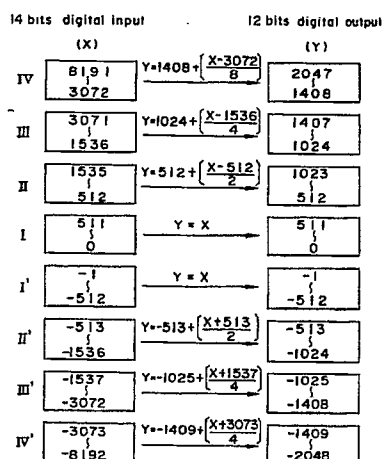 14 bits digital input 12 bits digital output
(X) (Y)
IV 8191 ∫ 3072 Y=1408+[X-3072/8] 2047 ∫ 1408
III 3071 ∫ 1536 Y=1024+[X-1536/4] 1407 ∫ 1024
II 1535 ∫ 512 Y=512+[X-512/2] 1023 ∫ 512
I 511 ∫ 0 Y = X 511 ∫ 0
I' -1 ∫ -512 Y = X -1 ∫ -512
II' -513 ∫ -1536 Y=-513+[X+513/2] -513 ∫ -1024
III' -1537 ∫ -3072 Y=-1025+[X+1537/4] -1025 ∫ -1408
IV' -3073 ∫ -8192 Y=-1409+[X+3073/4] -1409 ∫ -2048